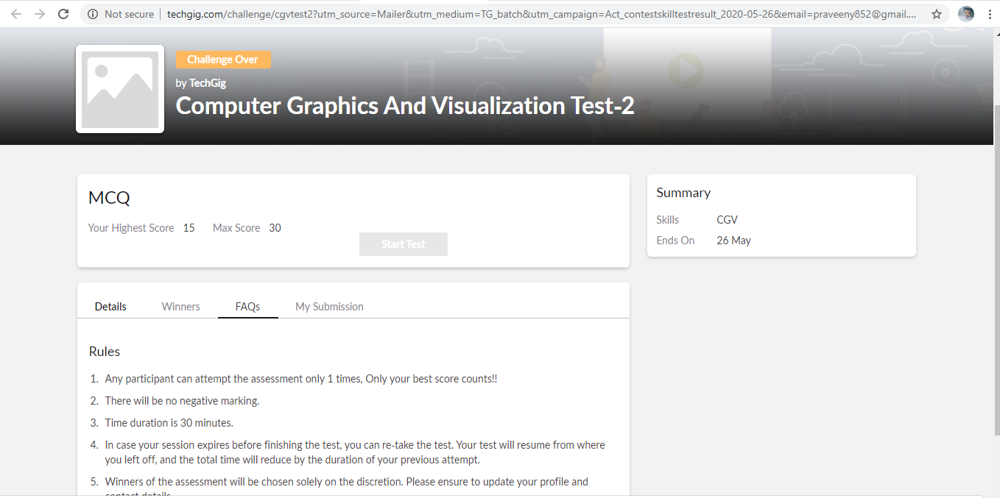 Not secure | techgig.com/challenge/cgvtest2?utm_source=Mailer&utm_medium=TG_batch&utm_campaign=Act_contestskilltestresult_2020-05-26&email=praveeny852@gmail....
Challenge Over
by TechGig
Computer Graphics And Visualization Test-2
MCQ
Your Highest Score 15 Max Score 30
Start Test
Summary
Skills CGV
Ends On 26 May
Details Winners FAQs My Submission
Rules
1. Any participant can attempt the assessment only 1 times, Only your best score counts!!
2. There will be no negative marking.
3. Time duration is 30 minutes.
4. In case your session expires before finishing the test, you can re-take the test. Your test will resume from where
you left off, and the total time will reduce by the duration of your previous attempt.
5. Winners of the assessment will be chosen solely on the discretion. Please ensure to update your profile and
contact details.